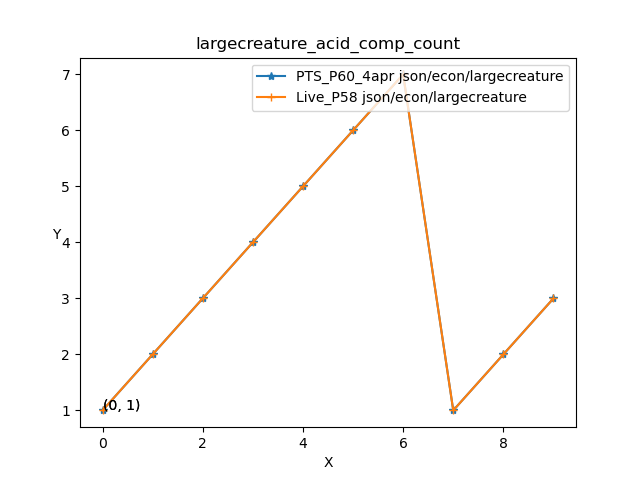 largecreature_acid_comp_count
PTS_P60_4apr json/econ/largecreature
Live_P58 json/econ/largecreature
7
6
5
4
3
2
1
Y
(0, 1)
0
2
4
6
8
X